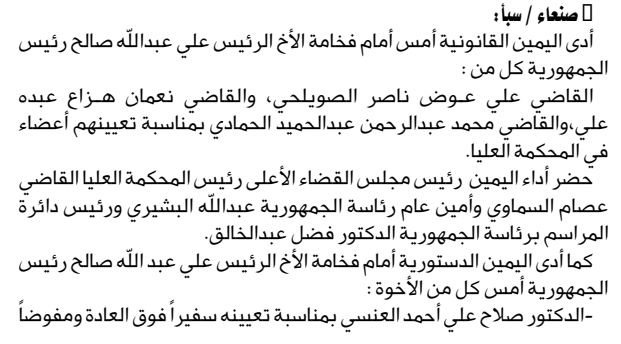 صنعاء / سبأ :
أدى اليمين القانونية أمس أمام فخامة الأخ الرئيس علي عبدالله صالح رئيس
الجمهورية كل من :
القاضي علي عـوض ناصر الصويلحي، والقاضي نعمان هـزاع عبده
علي،والقاضي محمد عبدالرحمن عبدالحميد الحمادي بمناسبة تعيينهم أعضاء
في المحكمة العليا.
حضر أداء اليمين رئيس مجلس القضاء الأعلى رئيس المحكمة العليا القاضي
عصام السماوي وأمين عام رئاسة الجمهورية عبدالله البشيري ورئيس دائرة
المراسم برئاسة الجمهورية الدكتور فضل عبدالخالق.
كما أدى اليمين الدستورية أمام فخامة الأخ الرئيس علي عبد الله صالح رئيس
الجمهورية أمس كل من الأخوة :
-الدكتور صلاح علي أحمد العنسي بمناسبة تعيينه سفيراً فوق العادة ومفوضاً